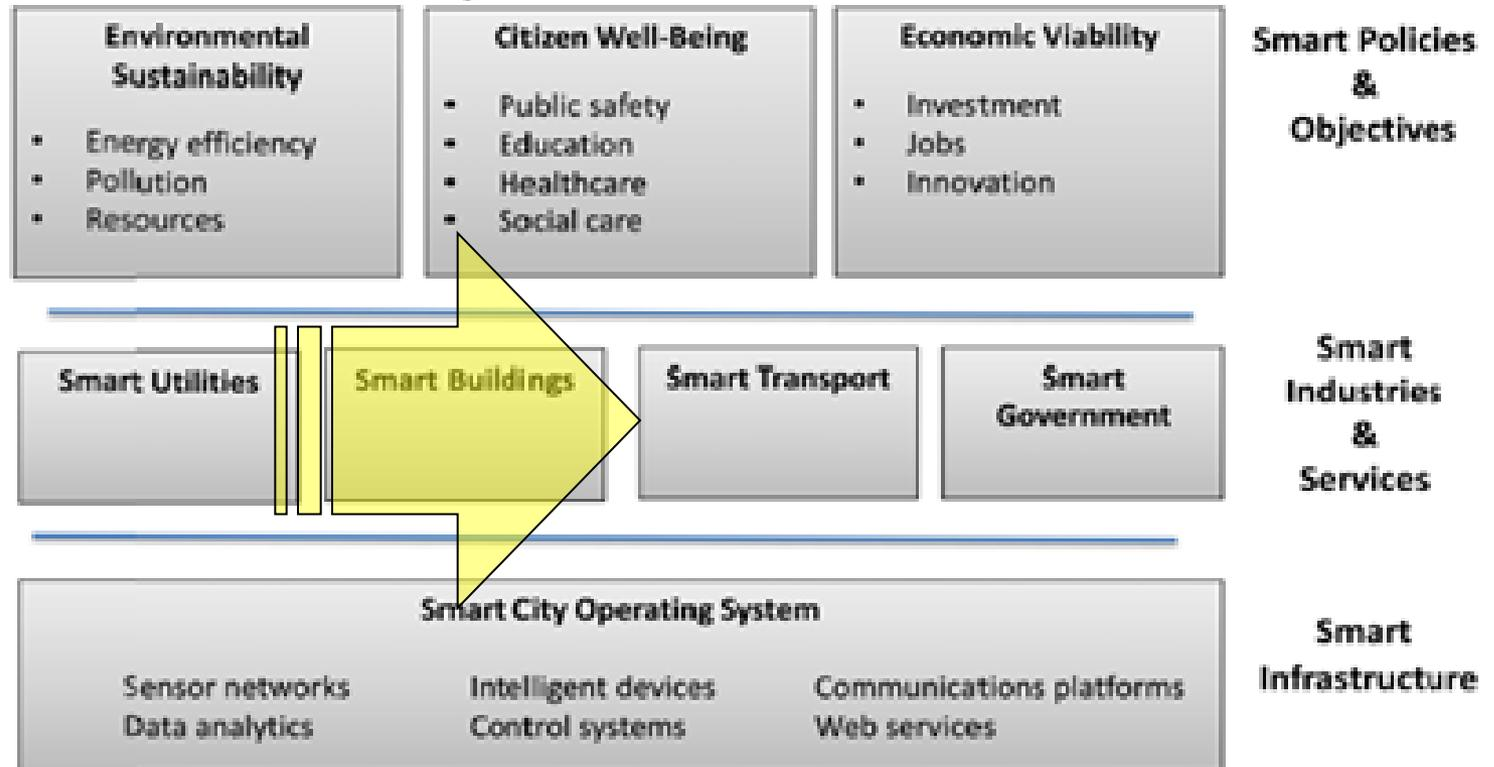 Environmental
Sustainability
• Energy efficiency
• Pollution
• Resources
Citizen Well-Being
• Public safety
• Education
• Healthcare
• Social care
Economic Viability
• Investment
• Jobs
• Innovation
Smart Policies
&
Objectives
Smart Utilities
Smart Buildings
Smart Transport
Smart
Government
Smart
Industries
&
Services
Smart City Operating System
Sensor networks
Data analytics
Intelligent devices
Control systems
Communications platforms
Web services
Smart
Infrastructure